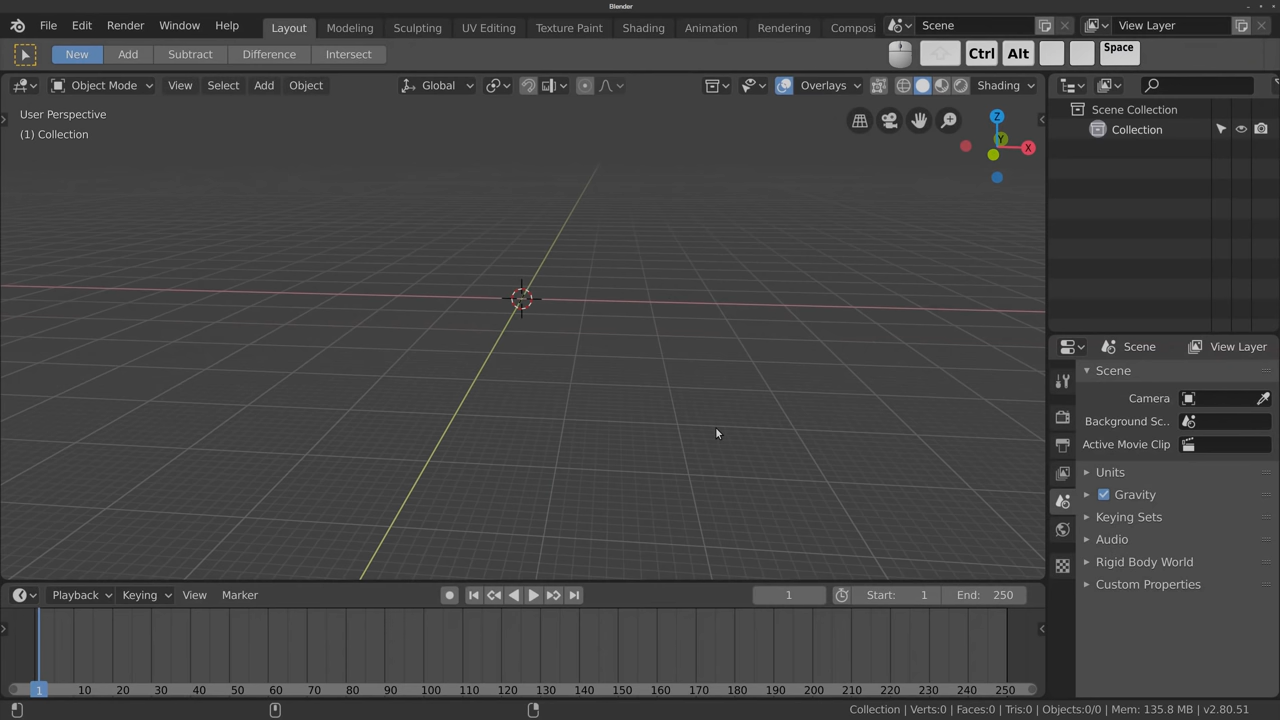 Blender
File Edit Render Window Help Layout Modeling Sculpting UV Editing Texture Paint Shading Animation Rendering Composi Scene View Layer
New Add Subtract Difference Intersect Ctrl Alt Space
Object Mode View Select Add Object Global Overlays Shading
User Perspective
(1) Collection
Z
Y
X
Scene Collection
Collection
Scene View Layer
Scene
Camera
Background Sc..
Active Movie Clip
Units
Gravity
Keying Sets
Audio
Rigid Body World
Custom Properties
Playback Keying View Marker 1 Start: 1 End: 250
1 10 20 30 40 50 60 70 80 90 100 110 120 130 140 150 160 170 180 190 200 210 220 230 240 250
Collection | Verts:0 | Faces:0 | Tris:0 | Objects:0/0 | Mem: 135.8 MB | v2.80.51